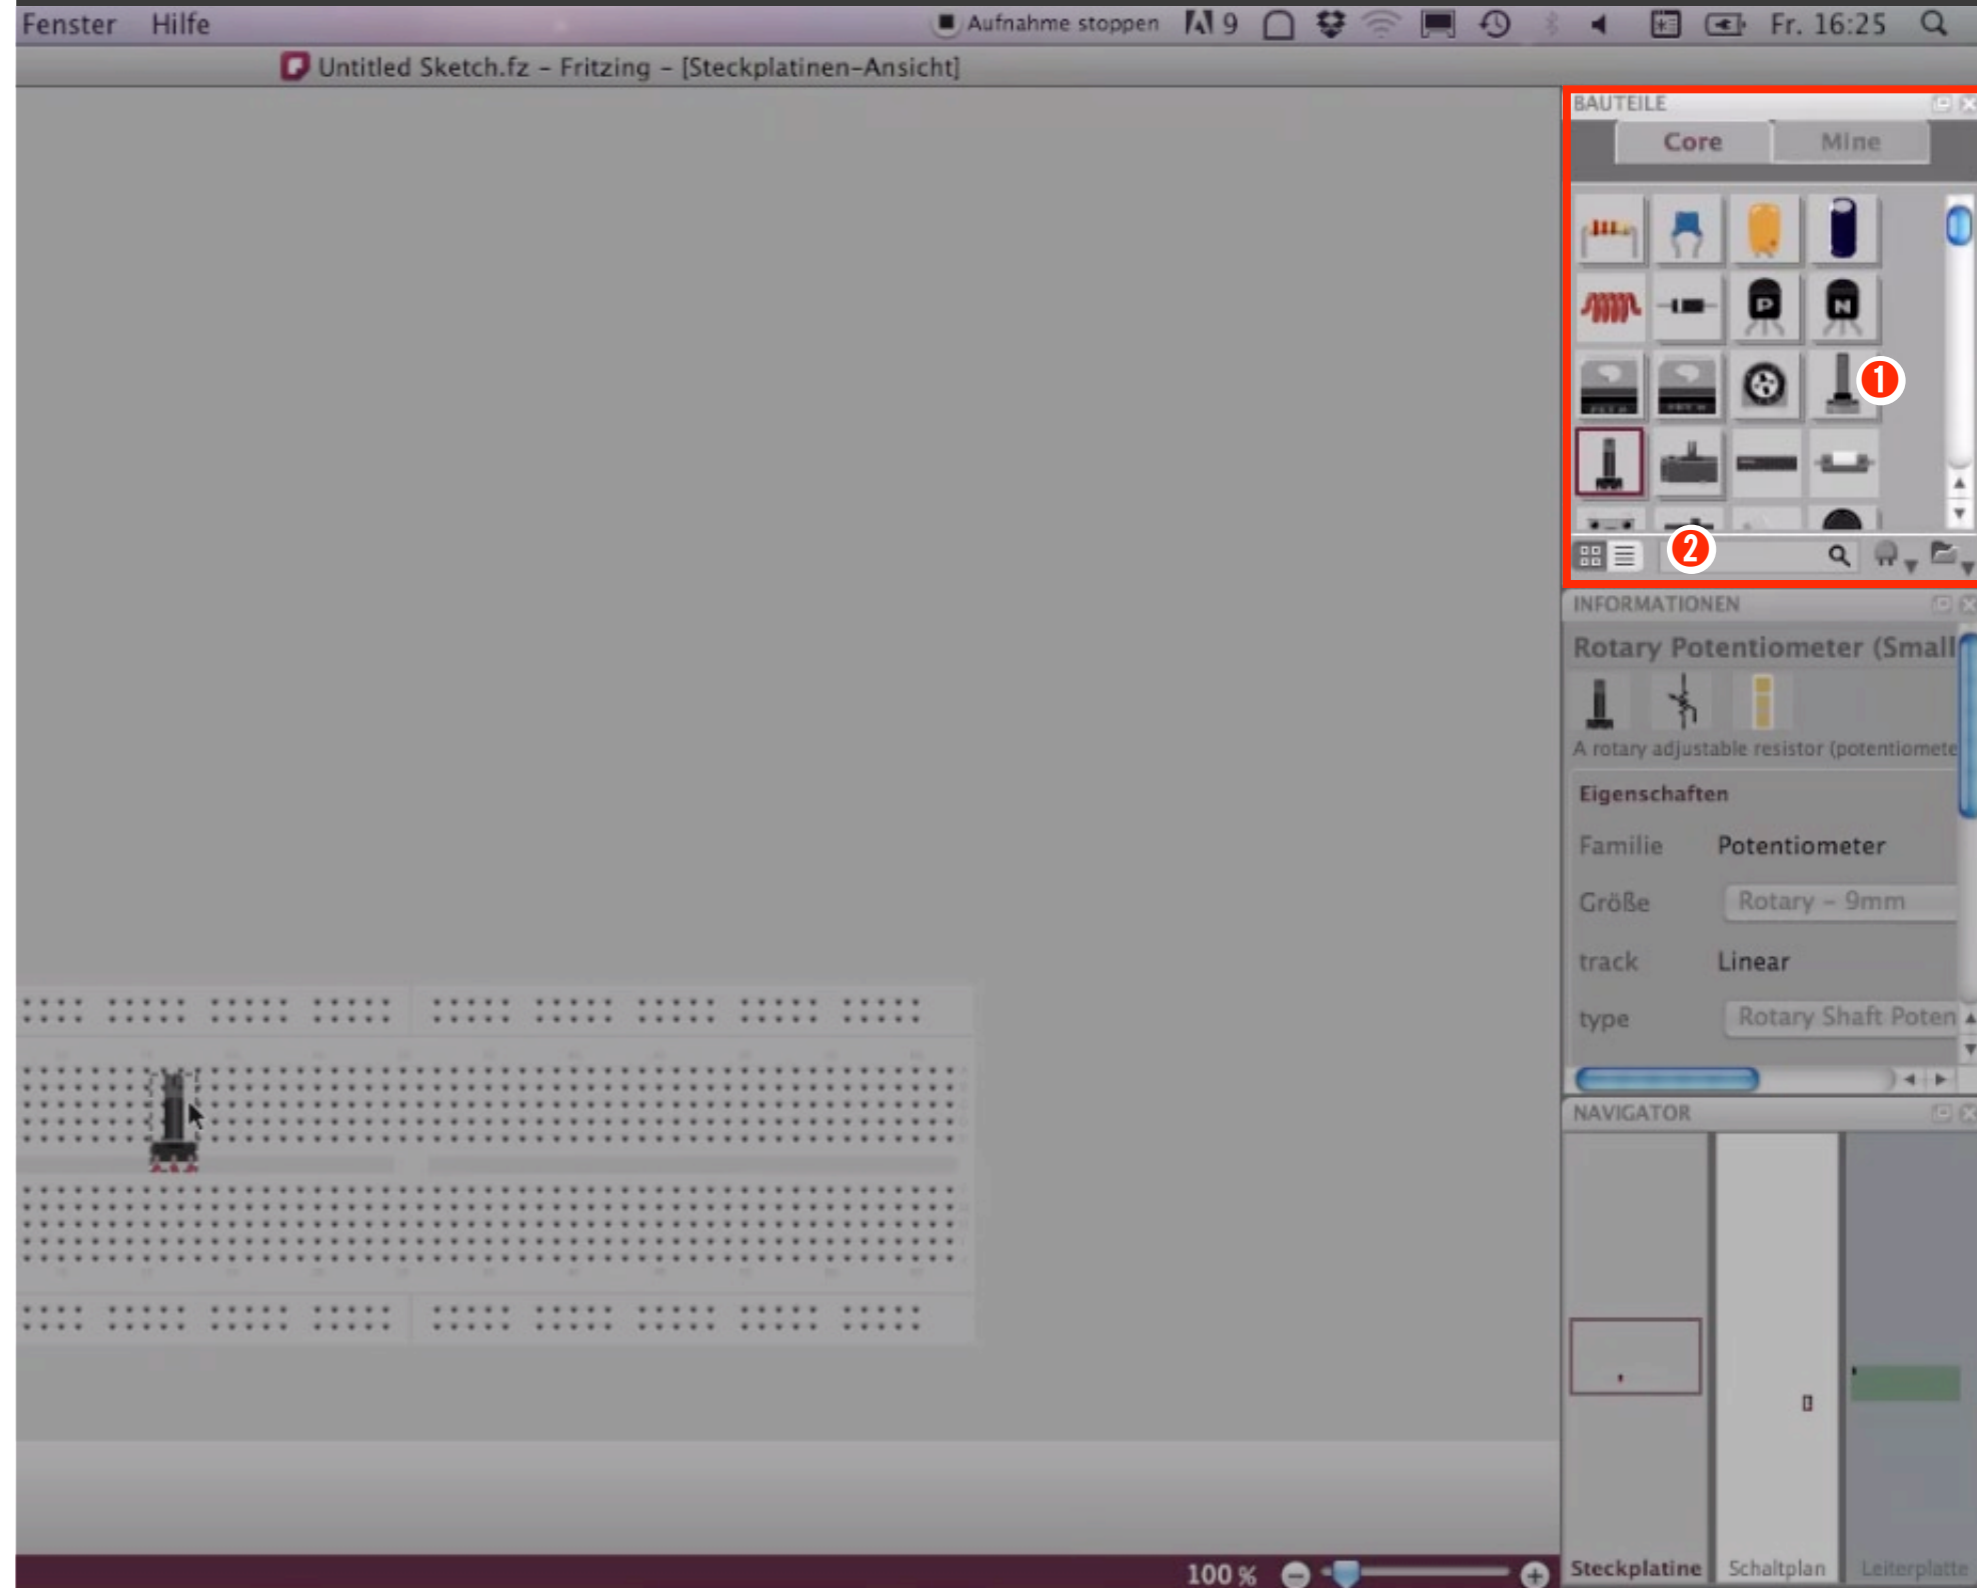 Fenster Hilfe Aufnahme stoppen 9 Fr. 16:25
Untitled Sketch.fz – Fritzing – [Steckplatinen-Ansicht]
BAUTEILE
Core Mine
P N
1
2
INFORMATIONEN
Rotary Potentiometer (Small
A rotary adjustable resistor (potentiomete
Eigenschaften
Familie Potentiometer
Größe Rotary – 9mm
track Linear
type Rotary Shaft Poten
NAVIGATOR
100 %
Steckplatine Schaltplan Leiterplatte